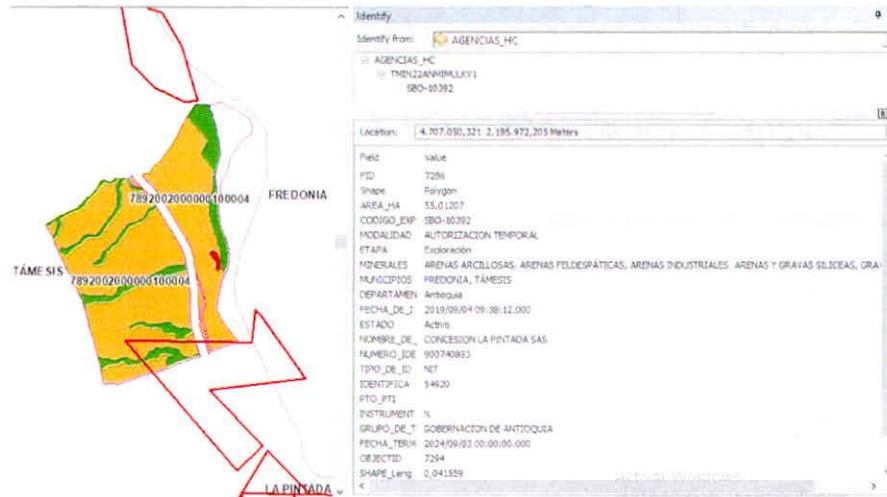 FREDONIA
7892002000000100004
TÁMESIS
7892002000000100004
LA PINTADA
Identify
Identify from: AGENCIAS_HC
AGENCIAS_HC
TMIN22ANMIMULKV1
SBO-10392
Location: 4.707.050,321 2.195.972,205 Meters
Field Value
FID 7286
Shape Polygon
AREA_HA 55,01207
CODIGO_EXP SBO-10392
MODALIDAD AUTORIZACION TEMPORAL
ETAPA Exploración
MINERALES ARENAS ARCILLOSAS, ARENAS FELDESPÁTICAS, ARENAS INDUSTRIALES, ARENAS Y GRAVAS SILICEAS, GRA
MUNICIPIOS FREDONIA, TÁMESIS
DEPARTAMEN Antioquia
FECHA_DE_I 2019/09/04 09:38:12.000
ESTADO Activo
NOMBRE_DE_ CONCESION LA PINTADA SAS
NUMERO_IDE 900740893
TIPO_DE_ID NIT
IDENTIFICA 54920
PTO_PTI
INSTRUMENT N
GRUPO_DE_T GOBERNACION DE ANTIOQUIA
FECHA_TERM 2024/09/03 00:00:00.000
OBJECTID 7294
SHAPE_Leng 0,041559